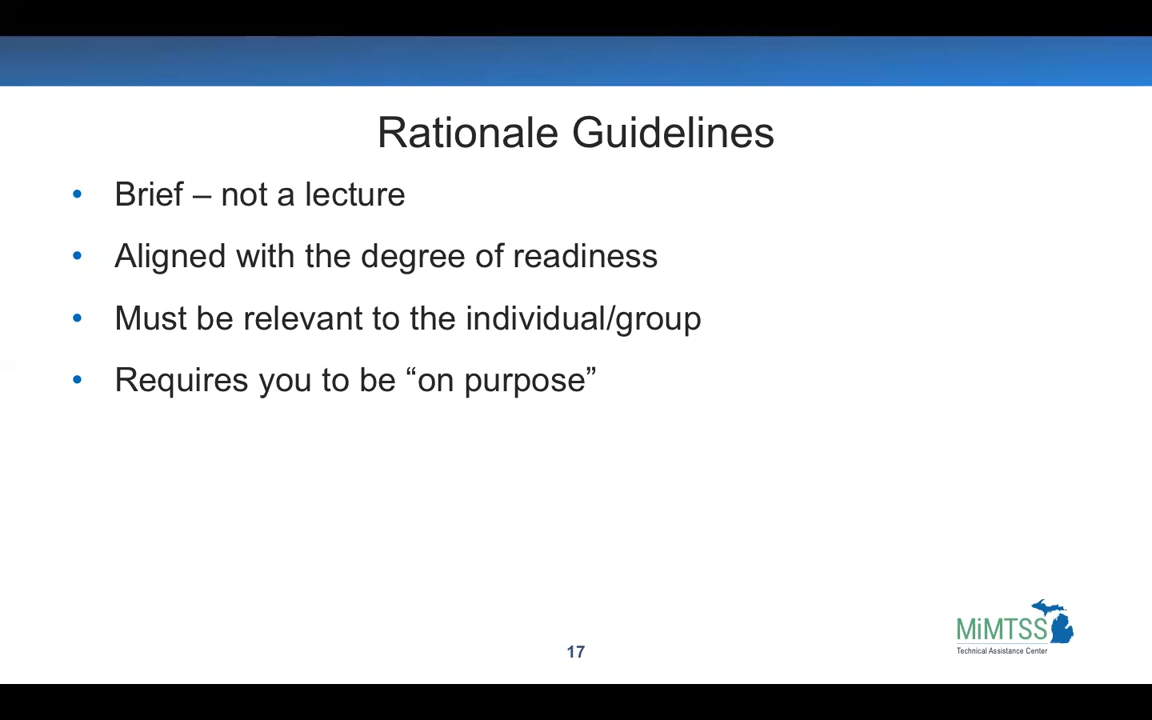 Rationale Guidelines
• Brief – not a lecture
• Aligned with the degree of readiness
• Must be relevant to the individual/group
• Requires you to be “on purpose”
17
MiMTSS
Technical Assistance Center